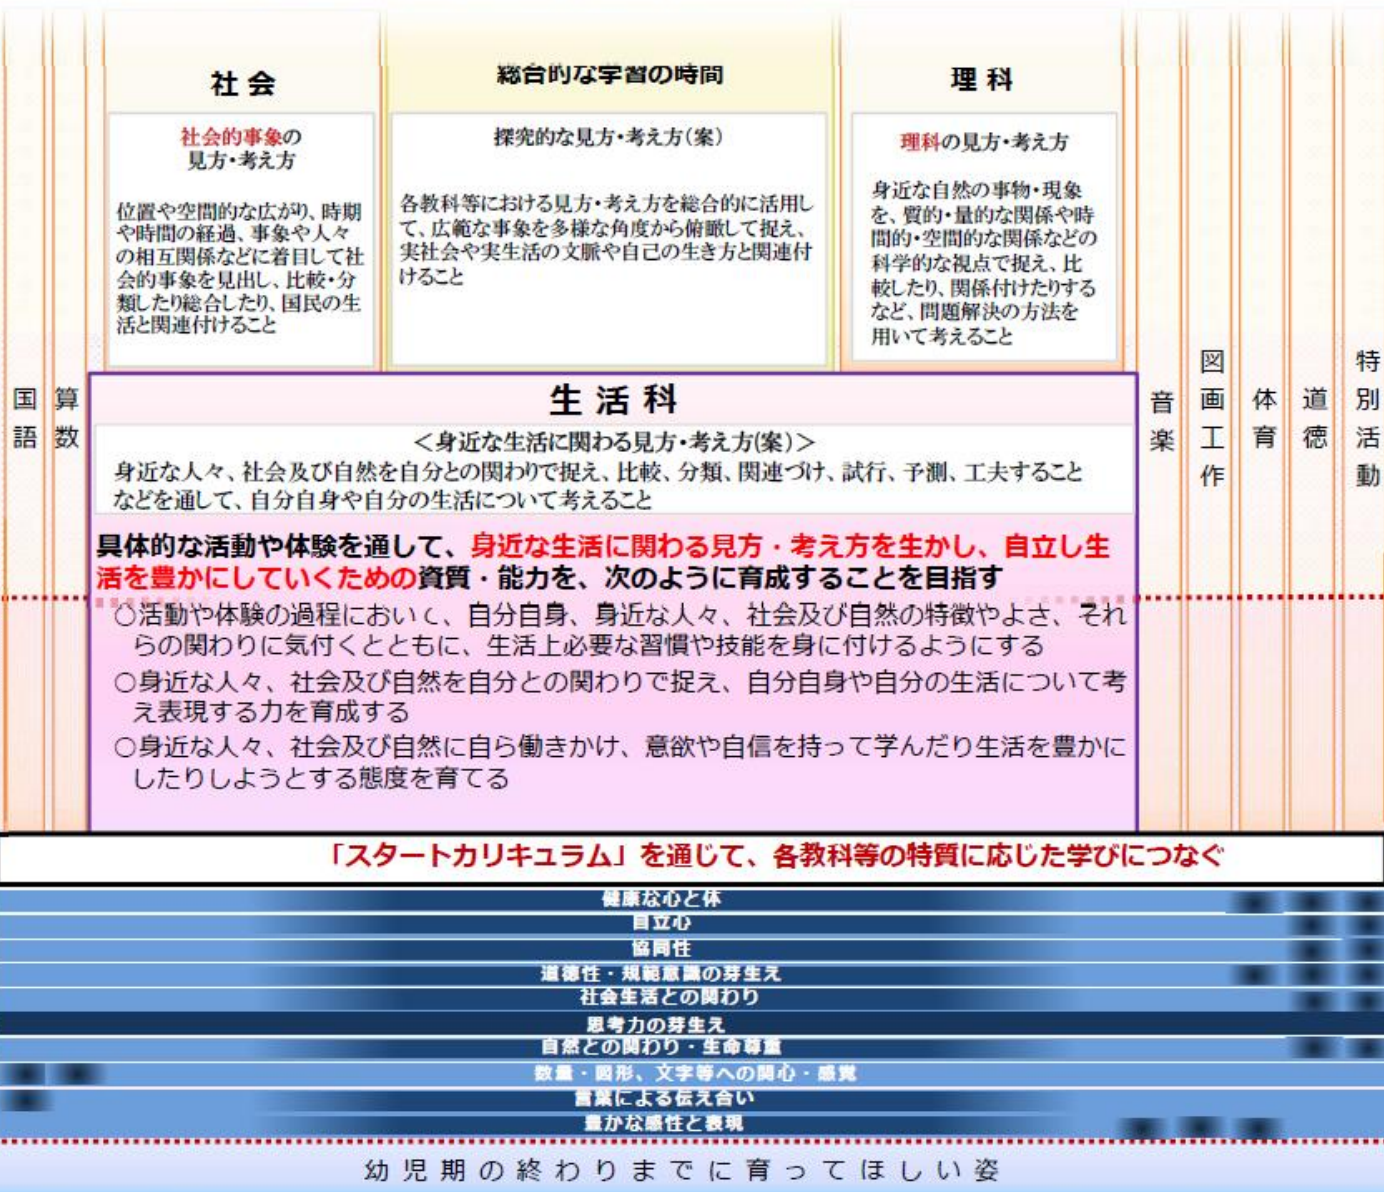 社会
社会的事象の
見方・考え方
位置や空間的な広がり、時期
や時間の経過、事象や人々
の相互関係などに着目して社
会的事象を見出し、比較・分
類したり総合したり、国民の生
活と関連付けること
総合的な学習の時間
探究的な見方・考え方(案)
各教科等における見方・考え方を総合的に活用し
て、広範な事象を多様な角度から俯瞰して捉え、
実社会や実生活の文脈や自己の生き方と関連付
けること
理科
理科の見方・考え方
身近な自然の事物・現象
を、質的・量的な関係や時
間的・空間的な関係などの
科学的な視点で捉え、比
較したり、関係付けたりする
など、問題解決の方法を
用いて考えること
国語
算数
生活科
＜身近な生活に関わる見方・考え方(案)＞
身近な人々、社会及び自然を自分との関わりで捉え、比較、分類、関連づけ、試行、予測、工夫すること
などを通して、自分自身や自分の生活について考えること
具体的な活動や体験を通して、身近な生活に関わる見方・考え方を生かし、自立し生
活を豊かにしていくための資質・能力を、次のように育成することを目指す
○活動や体験の過程において、自分自身、身近な人々、社会及び自然の特徴やよさ、それ
らの関わりに気付くとともに、生活上必要な習慣や技能を身に付けるようにする
○身近な人々、社会及び自然を自分との関わりで捉え、自分自身や自分の生活について考
え表現する力を育成する
○身近な人々、社会及び自然に自ら働きかけ、意欲や自信を持って学んだり生活を豊かに
したりしようとする態度を育てる
音楽
図画工作
体育
道徳
特別活動
「スタートカリキュラム」を通じて、各教科等の特質に応じた学びにつなぐ
健康な心と体
自立心
協同性
道徳性・規範意識の芽生え
社会生活との関わり
思考力の芽生え
自然との関わり・生命尊重
数量・図形、文字等への関心・感覚
言葉による伝え合い
豊かな感性と表現
幼児期の終わりまでに育ってほしい姿